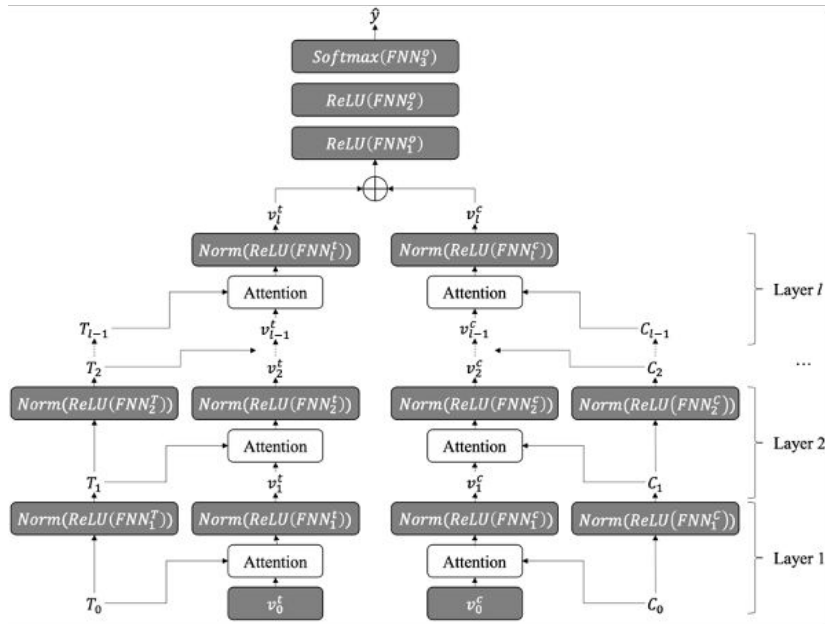 ŷ
Softmax(FNN₃ᵒ)
ReLU(FNN₂ᵒ)
ReLU(FNN₁ᵒ)
vₗᵗ vₗᶜ
Norm(ReLU(FNNₗᵗ)) Norm(ReLU(FNNₗᶜ))
Attention Attention Layer l
Tₗ₋₁ vₗ₋₁ᵗ vₗ₋₁ᶜ Cₗ₋₁
T₂ v₂ᵗ v₂ᶜ C₂ ...
Norm(ReLU(FNN₂ᵀ)) Norm(ReLU(FNN₂ᵗ)) Norm(ReLU(FNN₂ᶜ)) Norm(ReLU(FNN₂ᶜ))
Attention Attention Layer 2
T₁ v₁ᵗ v₁ᶜ C₁
Norm(ReLU(FNN₁ᵀ)) Norm(ReLU(FNN₁ᵗ)) Norm(ReLU(FNN₁ᶜ)) Norm(ReLU(FNN₁ᶜ))
Attention Attention Layer 1
T₀ v₀ᵗ v₀ᶜ C₀